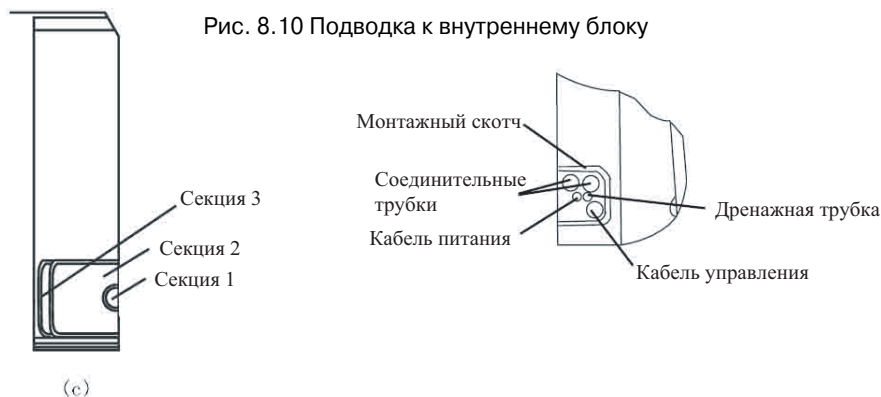 Рис. 8.10 Подводка к внутреннему блоку
Секция 3
Секция 2
Секция 1
(c)
Монтажный скотч
Соединительные
трубки
Кабель питания
Дренажная трубка
Кабель управления